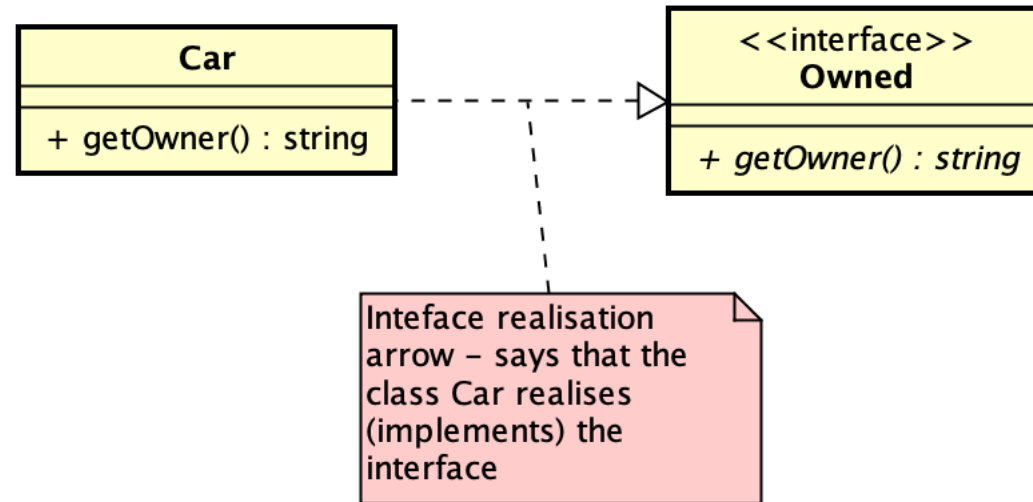 Car
+ getOwner() : string
<<interface>>
Owned
+ getOwner() : string
Inteface realisation
arrow – says that the
class Car realises
(implements) the
interface